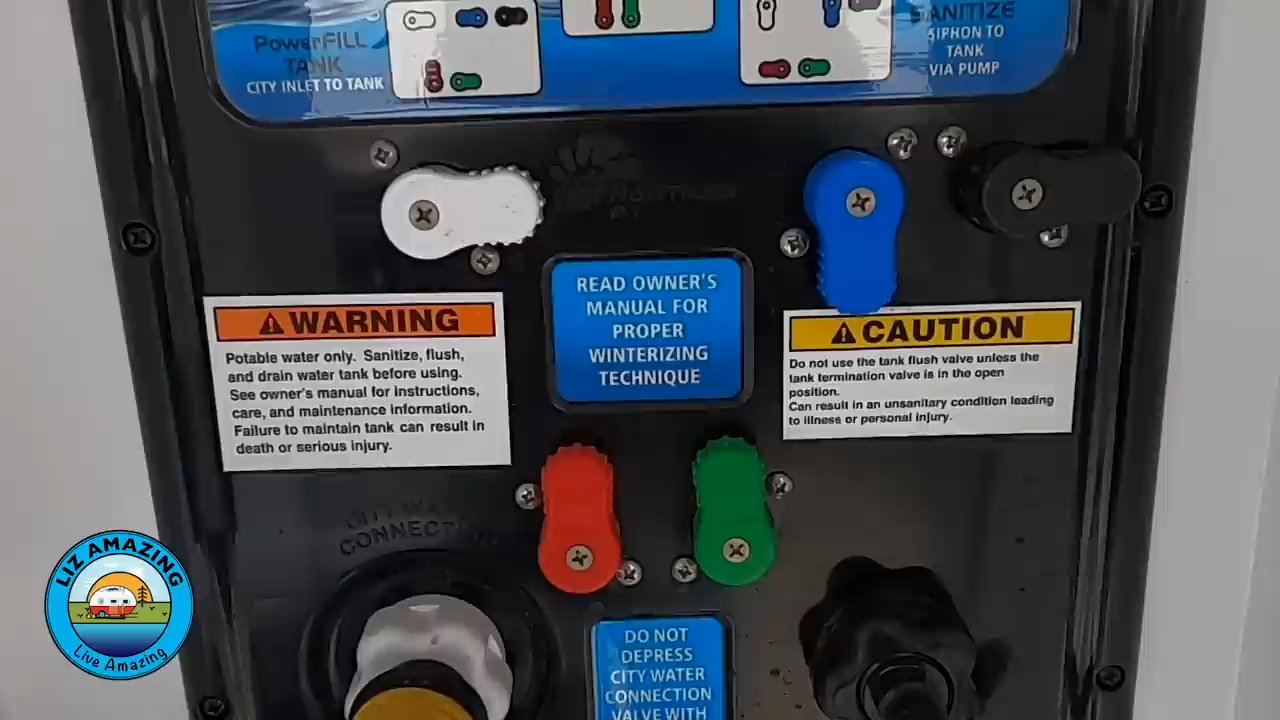 PowerFILL
TANK
CITY INLET TO TANK
SANITIZE
SIPHON TO
TANK
VIA PUMP
WARNING
Potable water only. Sanitize, flush,
and drain water tank before using.
See owner's manual for instructions,
care, and maintenance information.
Failure to maintain tank can result in
death or serious injury.
READ OWNER'S
MANUAL FOR
PROPER
WINTERIZING
TECHNIQUE
CAUTION
Do not use the tank flush valve unless the
tank termination valve is in the open
position.
Can result in an unsanitary condition leading
to illness or personal injury.
CITY WATER
CONNECTION
DO NOT
DEPRESS
CITY WATER
CONNECTION
VALVE WITH
LIZ AMAZING
Live Amazing